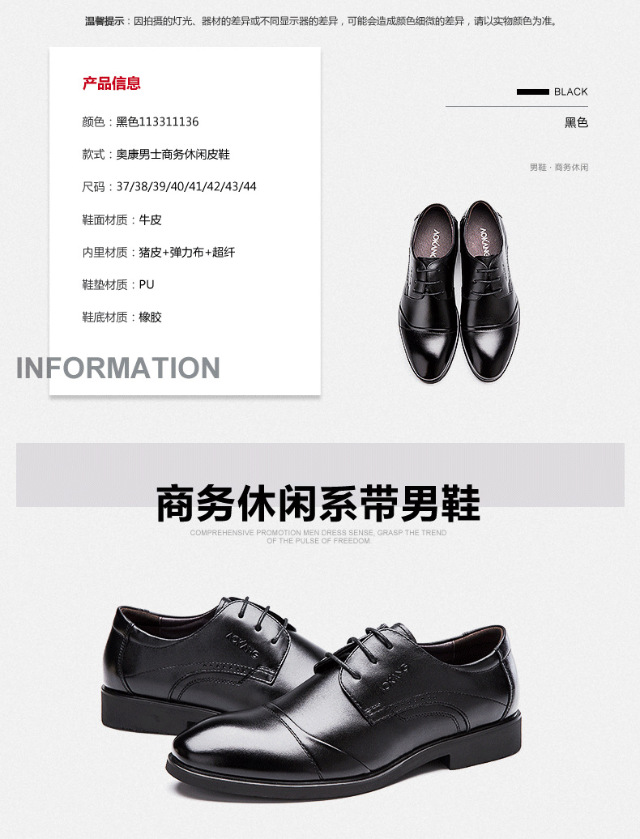 温馨提示：因拍摄的灯光、器材的差异或不同显示器的差异，可能会造成颜色细微的差异，请以实物颜色为准。
产品信息
颜色：黑色113311136
款式：奥康男士商务休闲皮鞋
尺码：37/38/39/40/41/42/43/44
鞋面材质：牛皮
内里材质：猪皮+弹力布+超纤
鞋垫材质：PU
鞋底材质：橡胶
INFORMATION
BLACK
黑色
男鞋 · 商务休闲
AOKANG
AOKANG
商务休闲系带男鞋
COMPREHENSIVE PROMOTION MEN DRESS SENSE, GRASP THE TREND
OF THE PULSE OF FREEDOM.
AOKANG
AOKANG